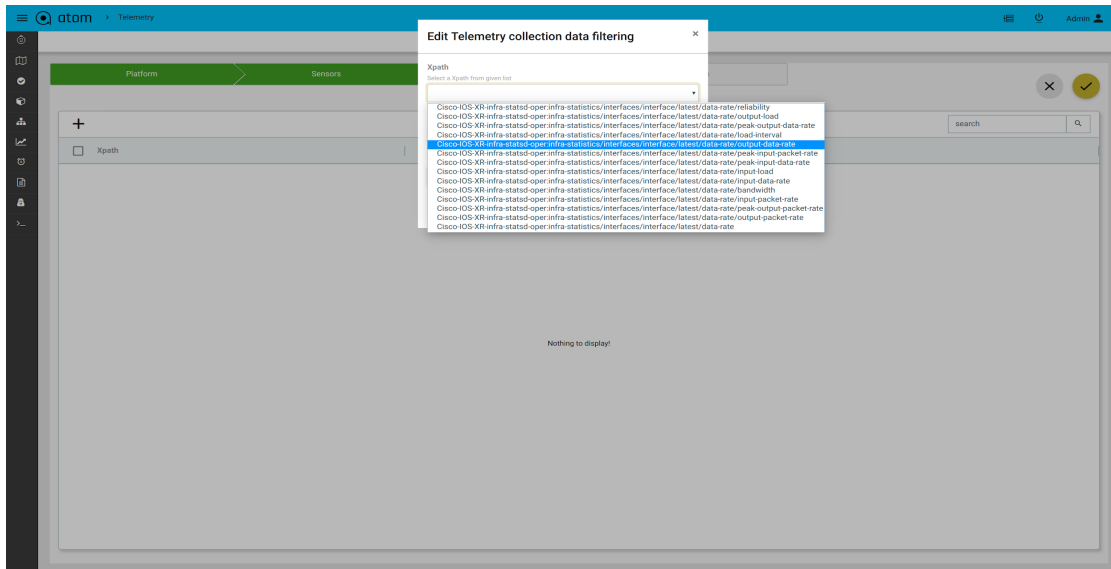 atom
Telemetry
Admin
Edit Telemetry collection data filtering
×
Platform
Sensors
Xpath
Select a Xpath from given list
Cisco-IOS-XR-infra-statsd-oper:infra-statistics/interfaces/interface/latest/data-rate/reliability
Cisco-IOS-XR-infra-statsd-oper:infra-statistics/interfaces/interface/latest/data-rate/output-load
Cisco-IOS-XR-infra-statsd-oper:infra-statistics/interfaces/interface/latest/data-rate/peak-output-data-rate
Cisco-IOS-XR-infra-statsd-oper:infra-statistics/interfaces/interface/latest/data-rate/load-interval
Cisco-IOS-XR-infra-statsd-oper:infra-statistics/interfaces/interface/latest/data-rate/output-data-rate
Cisco-IOS-XR-infra-statsd-oper:infra-statistics/interfaces/interface/latest/data-rate/peak-input-packet-rate
Cisco-IOS-XR-infra-statsd-oper:infra-statistics/interfaces/interface/latest/data-rate/peak-input-data-rate
Cisco-IOS-XR-infra-statsd-oper:infra-statistics/interfaces/interface/latest/data-rate/input-load
Cisco-IOS-XR-infra-statsd-oper:infra-statistics/interfaces/interface/latest/data-rate/input-data-rate
Cisco-IOS-XR-infra-statsd-oper:infra-statistics/interfaces/interface/latest/data-rate/bandwidth
Cisco-IOS-XR-infra-statsd-oper:infra-statistics/interfaces/interface/latest/data-rate/input-packet-rate
Cisco-IOS-XR-infra-statsd-oper:infra-statistics/interfaces/interface/latest/data-rate/peak-output-packet-rate
Cisco-IOS-XR-infra-statsd-oper:infra-statistics/interfaces/interface/latest/data-rate/output-packet-rate
Cisco-IOS-XR-infra-statsd-oper:infra-statistics/interfaces/interface/latest/data-rate
search
Xpath
Nothing to display!